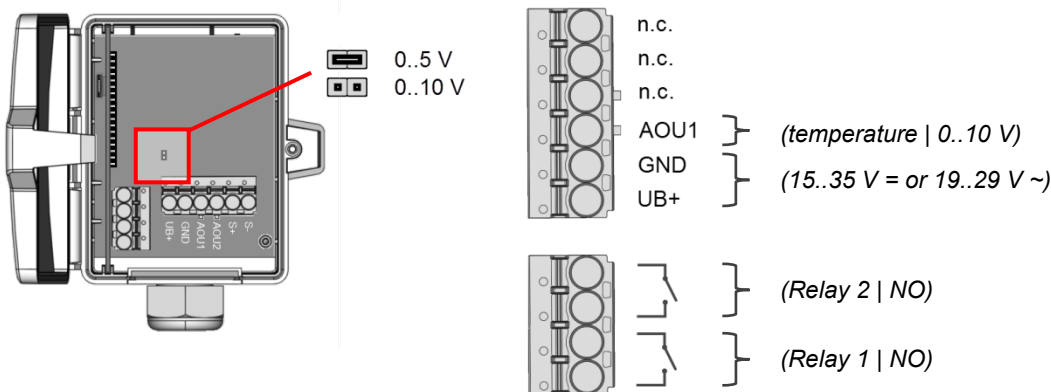 0..5 V
0..10 V
UB+
GND
AOU1
AOU2
S+
S-
n.c.
n.c.
n.c.
AOU1 (temperature | 0..10 V)
GND
(15..35 V = or 19..29 V ~)
UB+
(Relay 2 | NO)
(Relay 1 | NO)